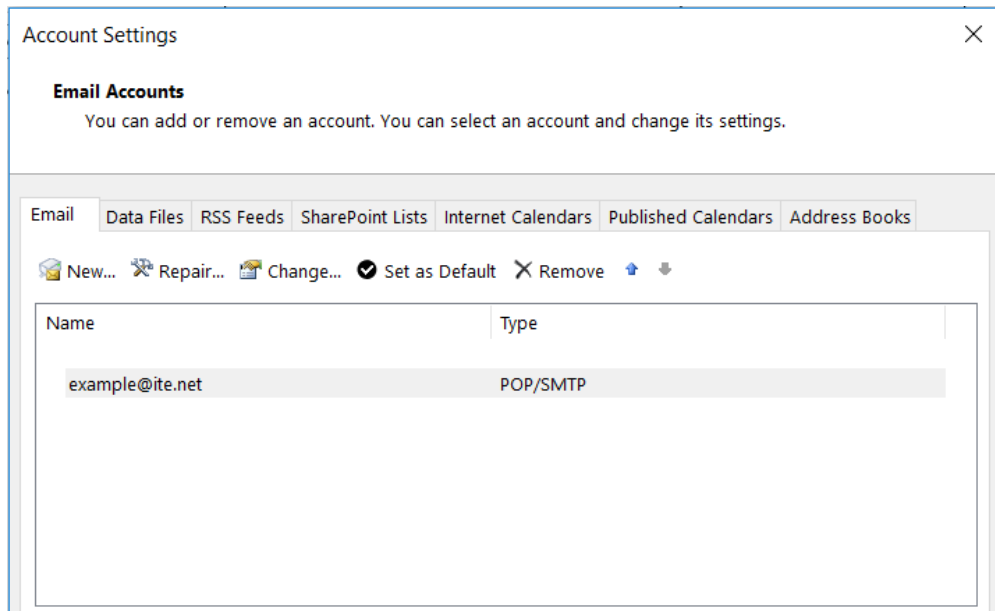 Account Settings
Email Accounts
You can add or remove an account. You can select an account and change its settings.
Email Data Files RSS Feeds SharePoint Lists Internet Calendars Published Calendars Address Books
New... Repair... Change... Set as Default Remove
Name Type
example@ite.net POP/SMTP